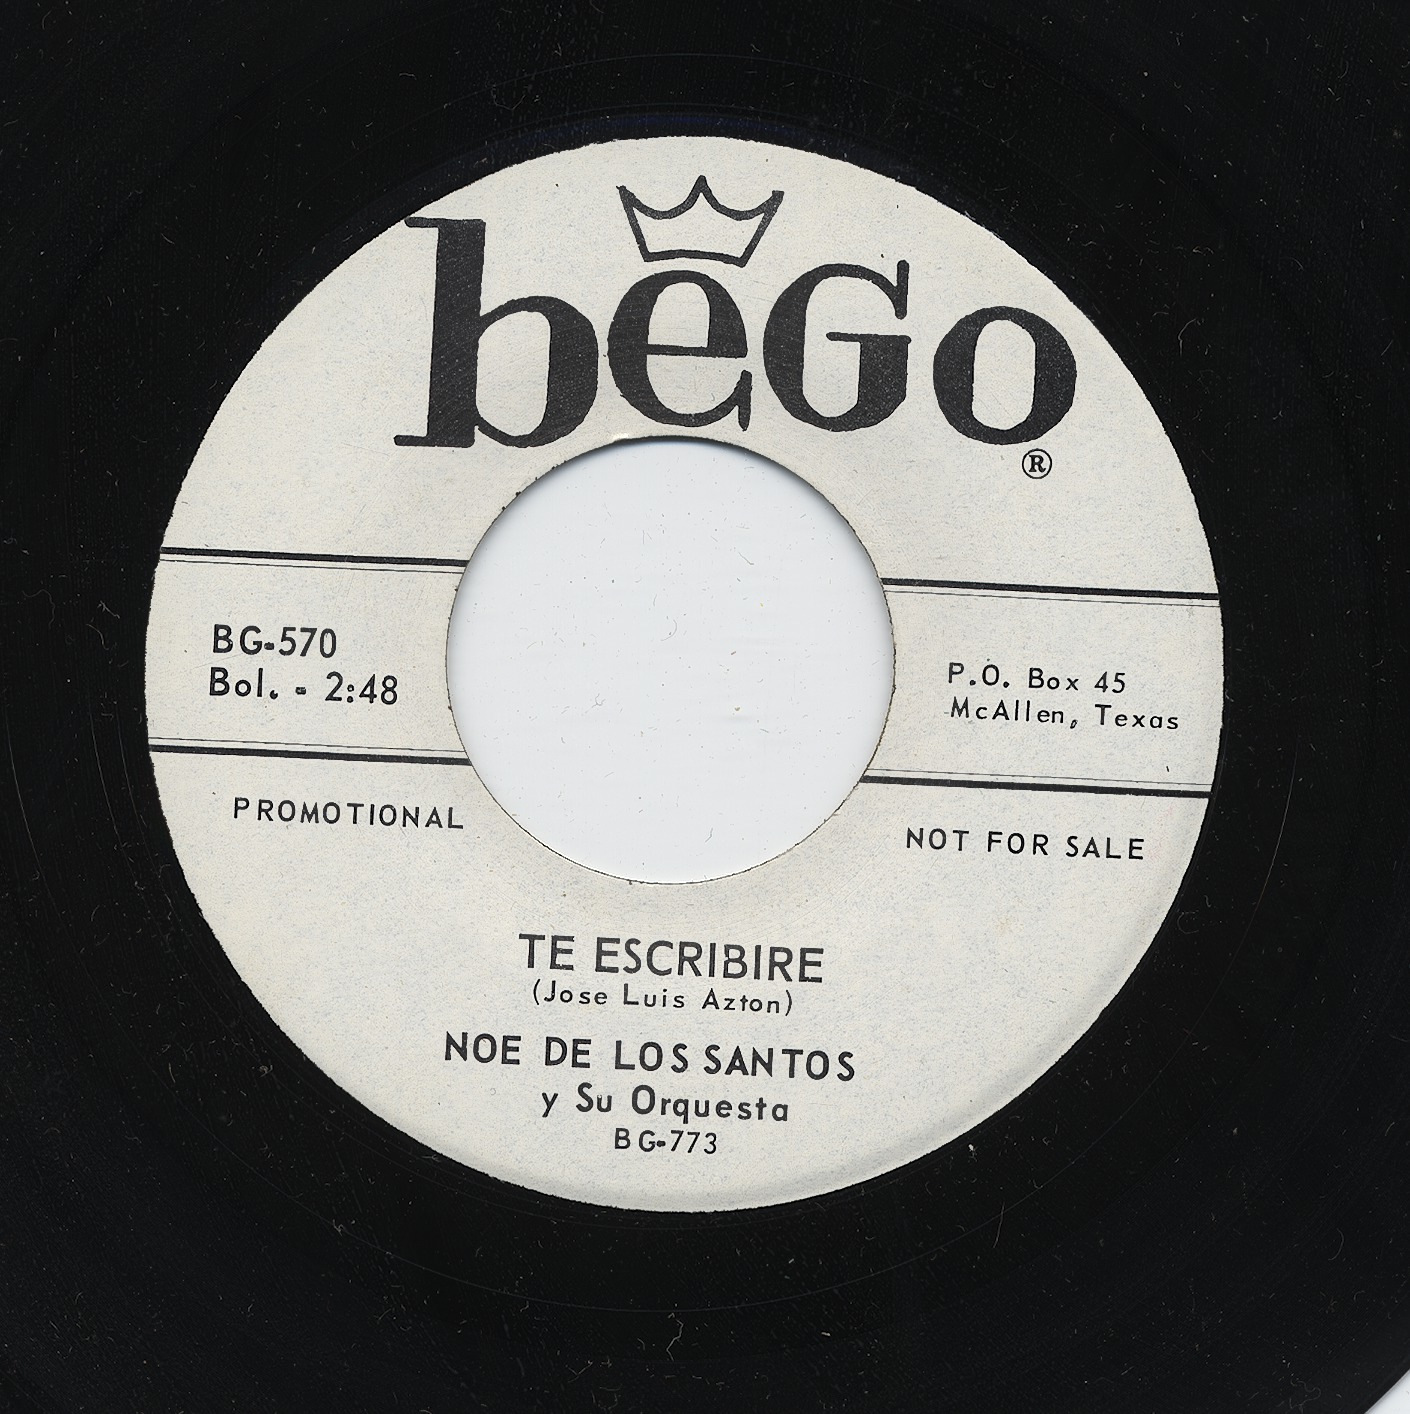 beGo
®
BG-570
Bol. - 2:48
P.O. Box 45
McAllen, Texas
PROMOTIONAL
NOT FOR SALE
TE ESCRIBIRE
(Jose Luis Azton)
NOE DE LOS SANTOS
y Su Orquesta
BG-773